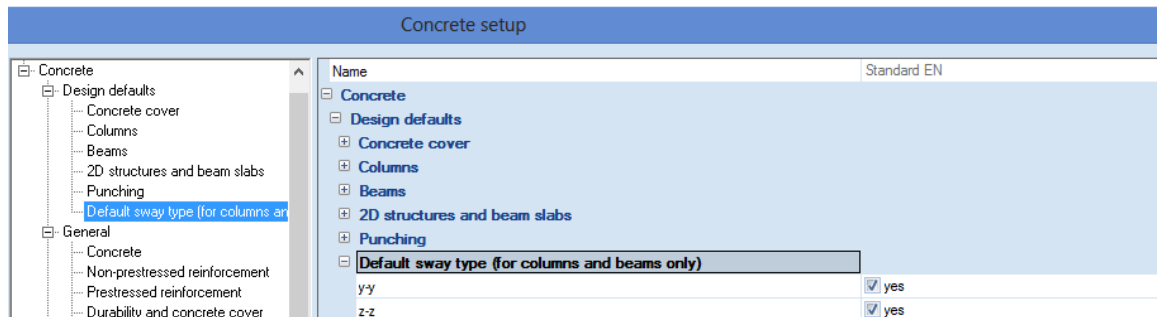 Concrete setup
Concrete
Design defaults
Concrete cover
Columns
Beams
2D structures and beam slabs
Punching
Default sway type (for columns an
General
Concrete
Non-prestressed reinforcement
Prestressed reinforcement
Durability and concrete cover
Name Standard EN
Concrete
Design defaults
Concrete cover
Columns
Beams
2D structures and beam slabs
Punching
Default sway type (for columns and beams only)
y-y yes
z-z yes